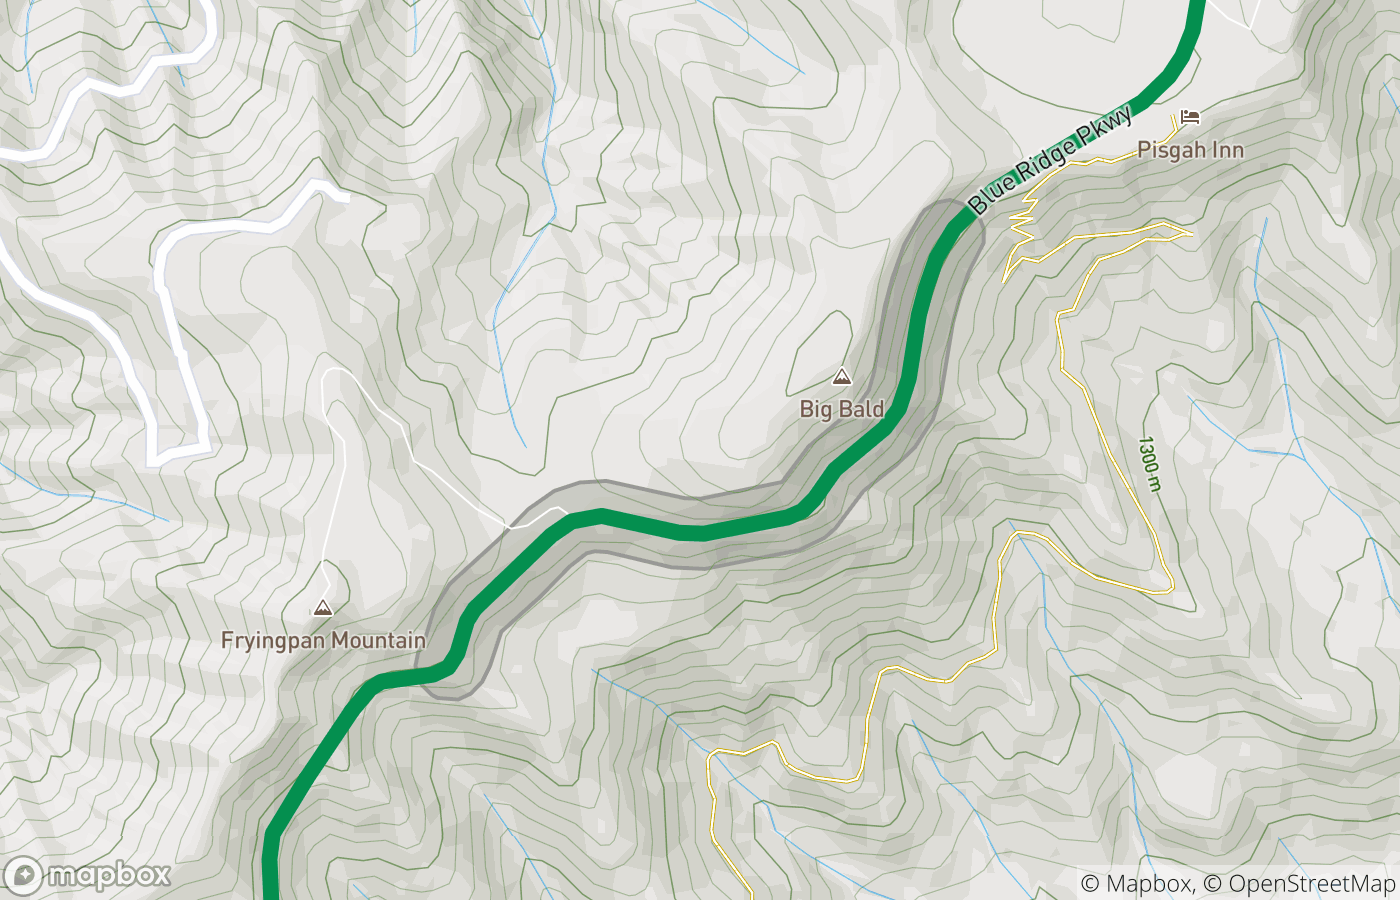 Blue Ridge Pkwy
Pisgah Inn
Big Bald
1300 m
Fryingpan Mountain
mapbox
© Mapbox, © OpenStreetMap